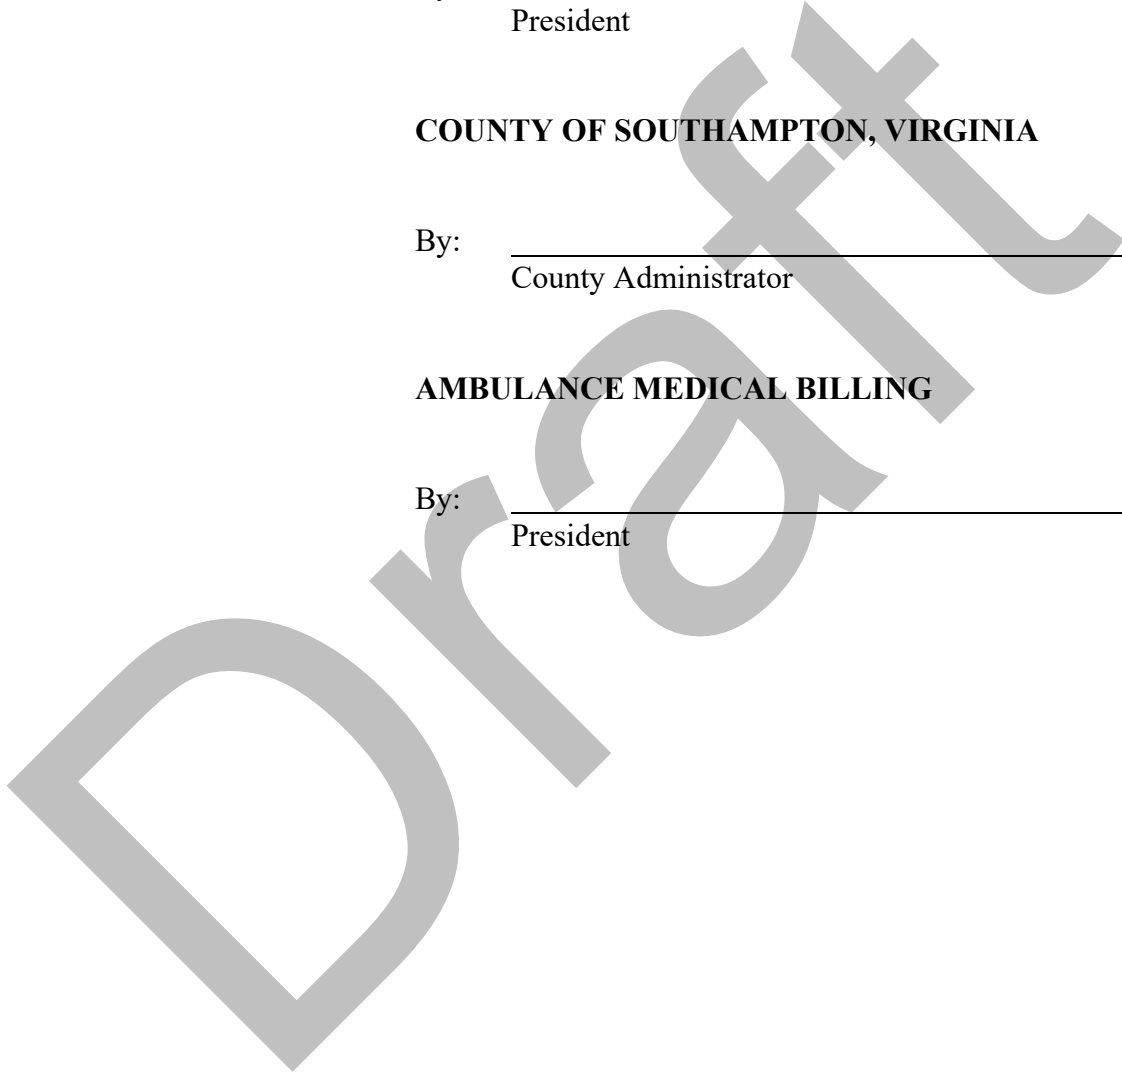 President
COUNTY OF SOUTHAMPTON, VIRGINIA
By:
County Administrator
AMBULANCE MEDICAL BILLING
By:
President
Draft